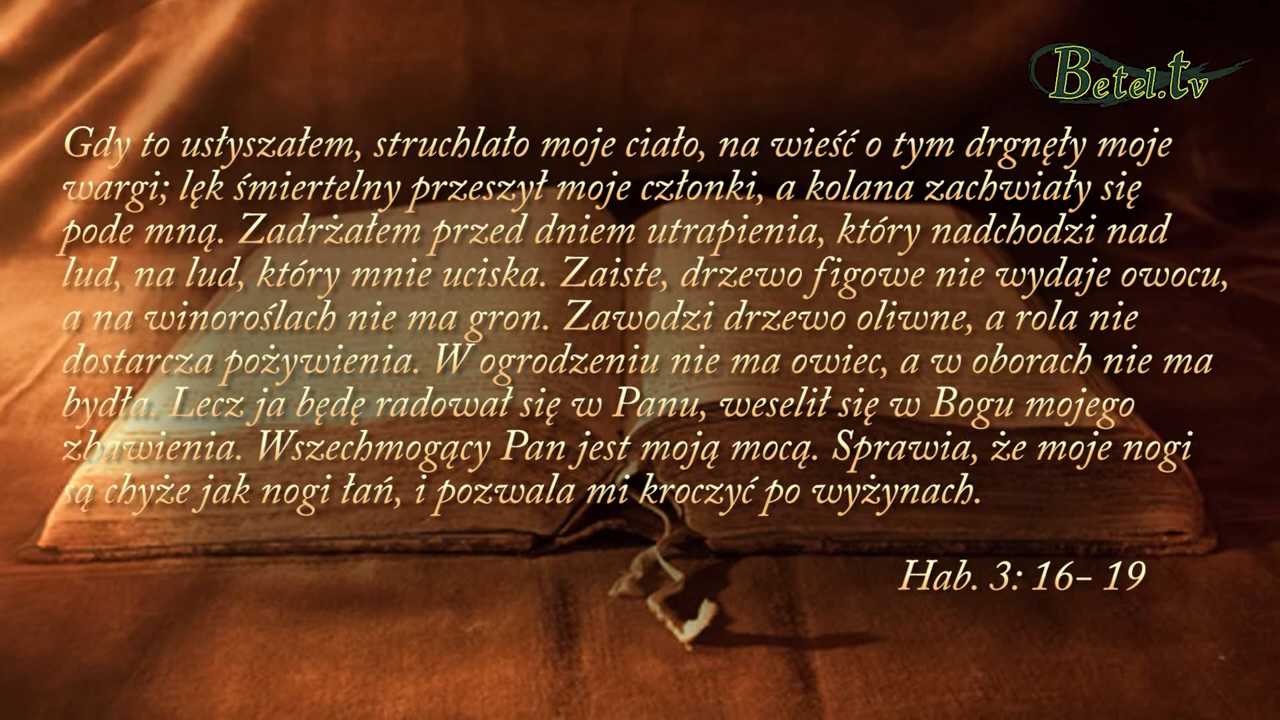 Betel.tv
Gdy to usłyszałem, struchlało moje ciało, na wieść o tym drgnęły moje
wargi; lęk śmiertelny przeszył moje członki, a kolana zachwiały się
pode mną. Zadrżałem przed dniem utrapienia, który nadchodzi nad
lud, na lud, który mnie uciska. Zaiste, drzewo figowe nie wydaje owocu,
a na winoroślach nie ma gron. Zawodzi drzewo oliwne, a rola nie
dostarcza pożywienia. W ogrodzeniu nie ma owiec, a w oborach nie ma
bydła. Lecz ja będę radował się w Panu, weselił się w Bogu mojego
zbawienia. Wszechmogący Pan jest moją mocą. Sprawia, że moje nogi
są chyże jak nogi łań, i pozwala mi kroczyć po wyżynach.
Hab. 3: 16– 19